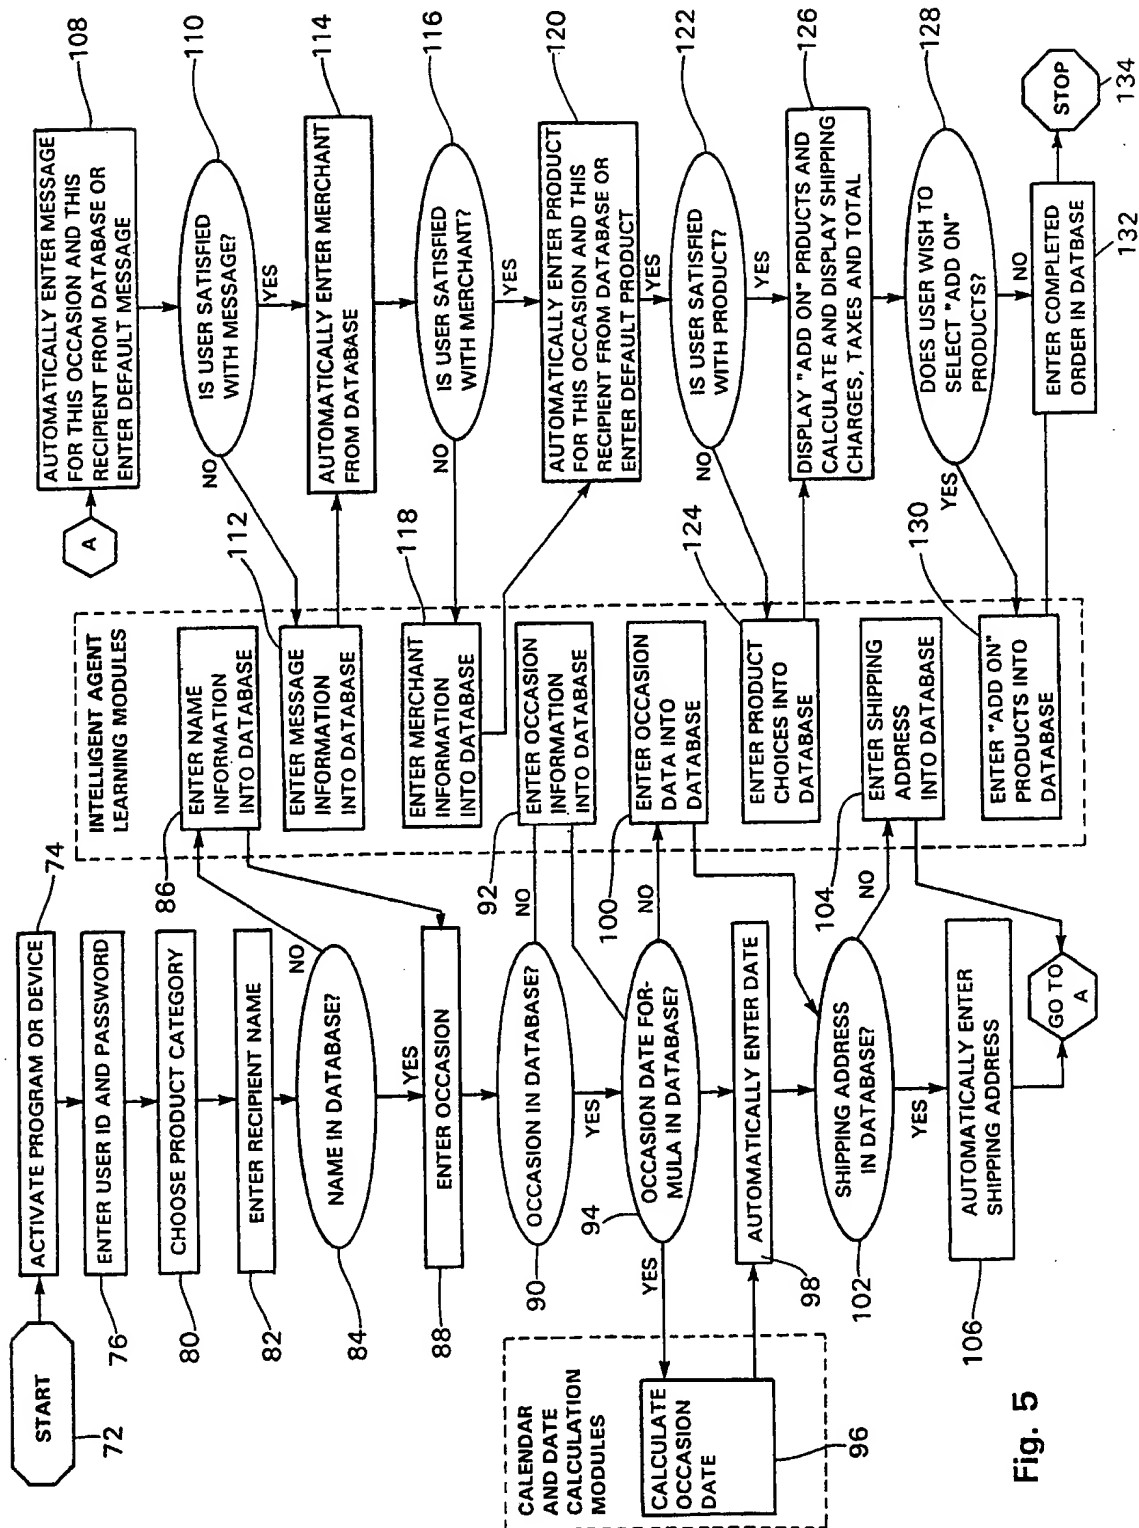 START
72
ACTIVATE PROGRAM OR DEVICE
74
ENTER USER ID AND PASSWORD
76
CHOOSE PRODUCT CATEGORY
80
ENTER RECIPIENT NAME
82
NAME IN DATABASE?
84
NO
YES
ENTER OCCASION
88
OCCASION IN DATABASE?
90
NO
YES
OCCASION DATE FOR-
MULA IN DATABASE?
94
NO
YES
CALENDAR
AND DATE
CALCULATION
MODULES
CALCULATE
OCCASION
DATE
96
AUTOMATICALLY ENTER DATE
98
SHIPPING ADDRESS
IN DATABASE?
102
NO
YES
AUTOMATICALLY ENTER
SHIPPING ADDRESS
106
GO TO
A
INTELLIGENT AGENT
LEARNING MODULES
ENTER NAME
INFORMATION
INTO DATABASE
86
ENTER MESSAGE
INFORMATION
INTO DATABASE
112
ENTER MERCHANT
INFORMATION
INTO DATABASE
118
ENTER OCCASION
INFORMATION
INTO DATABASE
92
ENTER OCCASION
DATA INTO
DATABASE
100
ENTER PRODUCT
CHOICES INTO
DATABASE
124
ENTER SHIPPING
ADDRESS
INTO DATABASE
104
ENTER "ADD ON"
PRODUCTS INTO
DATABASE
130
A
AUTOMATICALLY ENTER MESSAGE
FOR THIS OCCASION AND THIS
RECIPIENT FROM DATABASE OR
ENTER DEFAULT MESSAGE
108
IS USER SATISFIED
WITH MESSAGE?
110
NO
YES
AUTOMATICALLY ENTER MERCHANT
FROM DATABASE
114
IS USER SATISFIED
WITH MERCHANT?
116
NO
YES
AUTOMATICALLY ENTER PRODUCT
FOR THIS OCCASION AND THIS
RECIPIENT FROM DATABASE OR
ENTER DEFAULT PRODUCT
120
YES
IS USER SATISFIED
WITH PRODUCT?
122
NO
YES
DISPLAY "ADD ON" PRODUCTS AND
CALCULATE AND DISPLAY SHIPPING
CHARGES, TAXES AND TOTAL
126
DOES USER WISH TO
SELECT "ADD ON"
PRODUCTS?
128
YES
NO
ENTER COMPLETED
ORDER IN DATBASE
132
STOP
134
Fig. 5